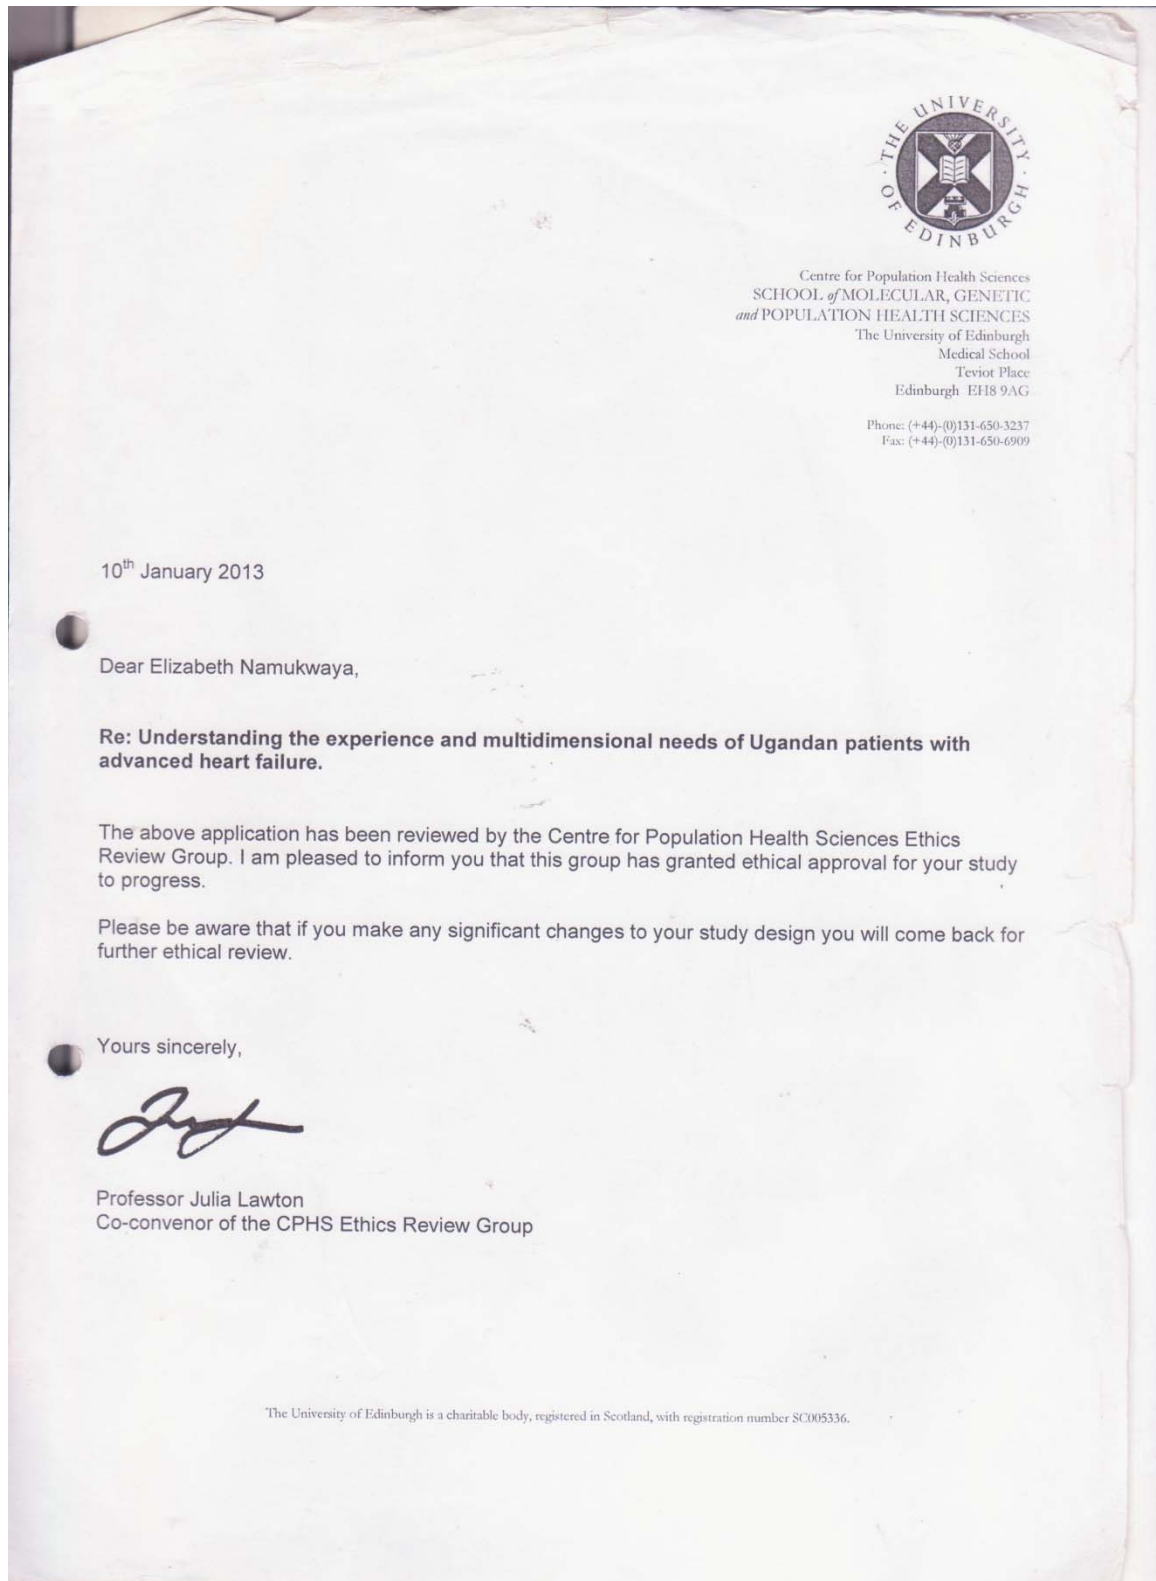 · THE UNIVERSITY · OF EDINBURGH
Centre for Population Health Sciences
SCHOOL of MOLECULAR, GENETIC
and POPULATION HEALTH SCIENCES
The University of Edinburgh
Medical School
Teviot Place
Edinburgh EH8 9AG
Phone: (+44)-(0)131-650-3237
Fax: (+44)-(0)131-650-6909
10th January 2013
Dear Elizabeth Namukwaya,
Re: Understanding the experience and multidimensional needs of Ugandan patients with
advanced heart failure.
The above application has been reviewed by the Centre for Population Health Sciences Ethics
Review Group. I am pleased to inform you that this group has granted ethical approval for your study
to progress.
Please be aware that if you make any significant changes to your study design you will come back for
further ethical review.
Yours sincerely,
Professor Julia Lawton
Co-convenor of the CPHS Ethics Review Group
The University of Edinburgh is a charitable body, registered in Scotland, with registration number SC005336.